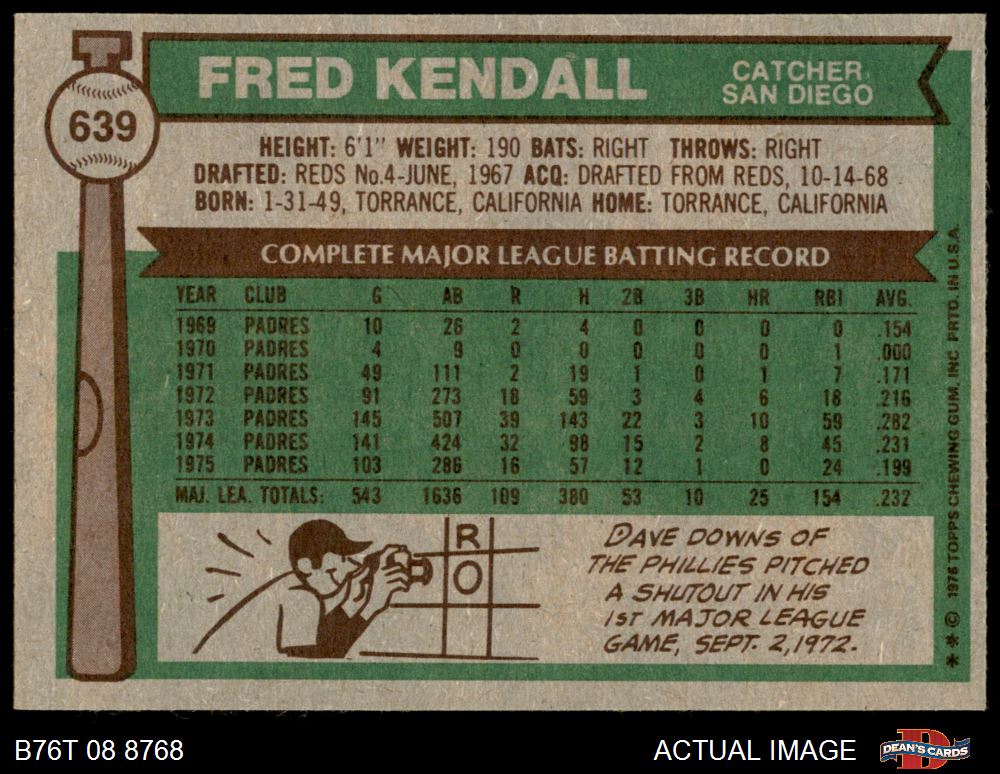 FRED KENDALL
CATCHER
SAN DIEGO
639
HEIGHT: 6'1" WEIGHT: 190 BATS: RIGHT THROWS: RIGHT
DRAFTED: REDS No.4-JUNE, 1967 ACQ: DRAFTED FROM REDS, 10-14-68
BORN: 1-31-49, TORRANCE, CALIFORNIA HOME: TORRANCE, CALIFORNIA
COMPLETE MAJOR LEAGUE BATTING RECORD
YEAR CLUB G AB R H 2B 3B HR RBI AVG.
1969 PADRES 10 26 2 4 0 0 0 0 .154
1970 PADRES 4 9 0 0 0 0 0 1 .000
1971 PADRES 49 111 2 19 1 0 1 7 .171
1972 PADRES 91 273 18 59 3 4 6 18 .216
1973 PADRES 145 507 39 143 22 3 10 59 .282
1974 PADRES 141 424 32 98 15 2 8 45 .231
1975 PADRES 103 286 16 57 12 1 0 24 .199
MAJ. LEA. TOTALS: 543 1636 109 380 53 10 25 154 .232
R
O
DAVE DOWNS OF
THE PHILLIES PITCHED
A SHUTOUT IN HIS
1ST MAJOR LEAGUE
GAME, SEPT. 2, 1972.
** © 1976 TOPPS CHEWING GUM, INC. PRTD. IN U.S.A.
B76T 08 8768
ACTUAL IMAGE
D
DEAN'S CARDS